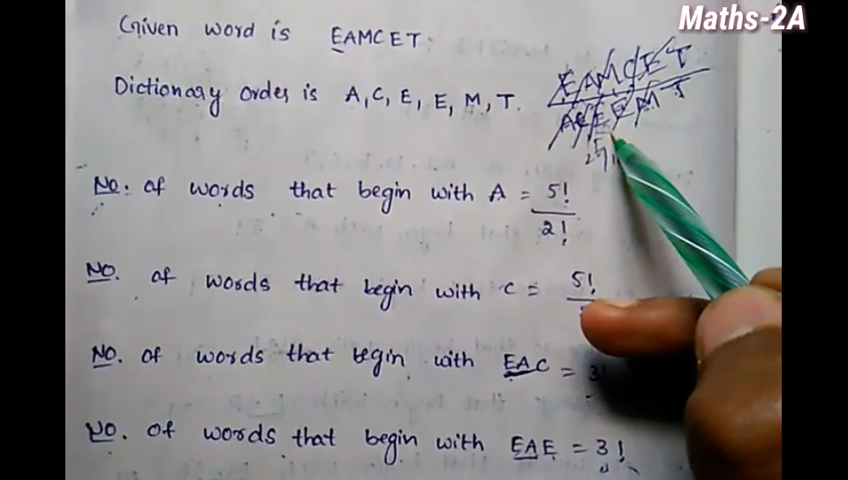 Maths-2A
Given word is EAMCET.
EAMCET
Dictionary order is A, C, E, E, M, T.
ACEEMT
No. of words that begin with A = 5!
2!
No. of words that begin with C = 5!
No. of words that begin with EAC = 3!
No. of words that begin with EAE = 3!